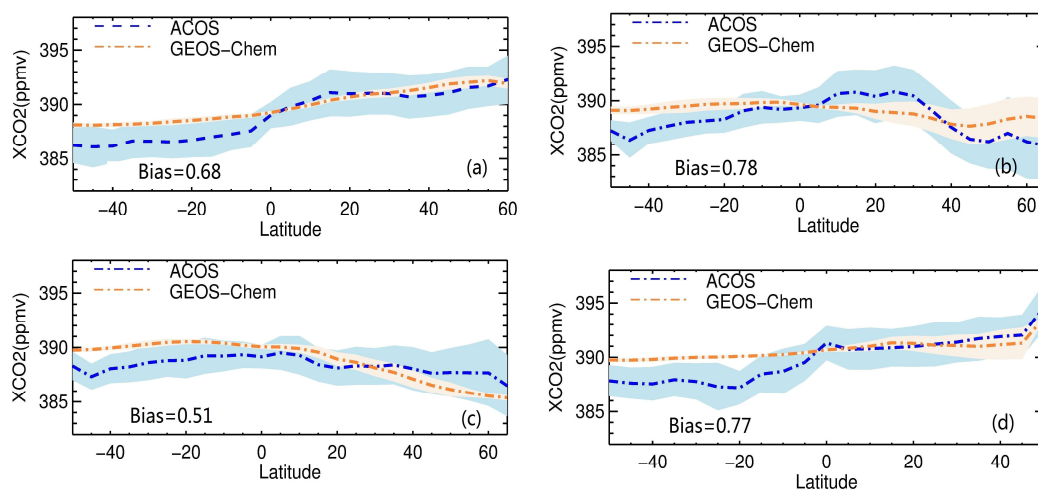 ACOS
GEOS-Chem
395
390
385
XCO2(ppmv)
Bias=0.68
(a)
-40 -20 0 20 40 60
Latitude
ACOS
GEOS-Chem
395
390
385
XCO2(ppmv)
Bias=0.78
(b)
-40 -20 0 20 40 60
Latitude
ACOS
GEOS-Chem
395
390
385
XCO2(ppmv)
Bias=0.51
(c)
-40 -20 0 20 40 60
Latitude
ACOS
GEOS-Chem
395
390
385
XCO2(ppmv)
Bias=0.77
(d)
-40 -20 0 20 40
Latitude